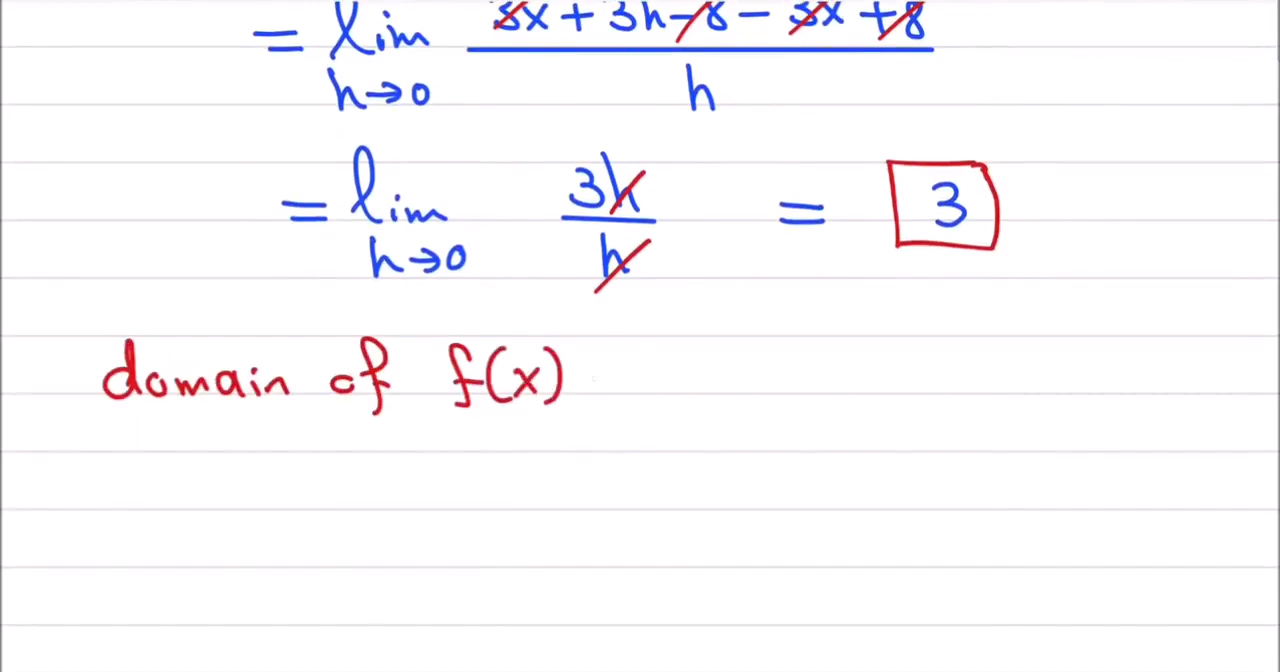 = lim 3x + 3h - 8 - 3x + 8
h→0 h
= lim 3h = 3
h→0 h
domain of f(x)